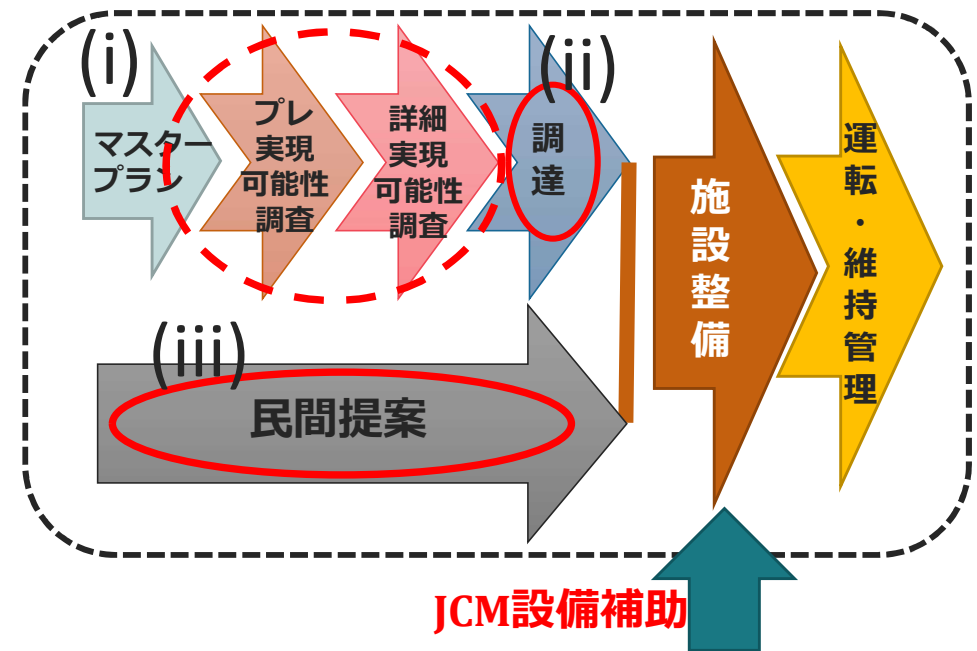 (i)
マスター
プラン
プレ
実現
可能性
調査
詳細
実現
可能性
調査
(ii)
調
達
(iii)
民間提案
施
設
整
備
運
転
・
維
持
管
理
JCM設備補助